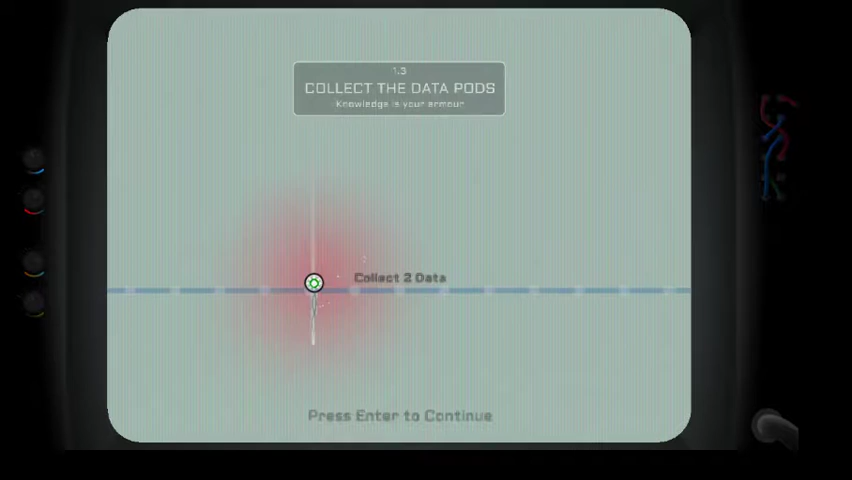 1.3
COLLECT THE DATA PODS
Knowledge is your armour
Collect 2 Data
Press Enter to Continue